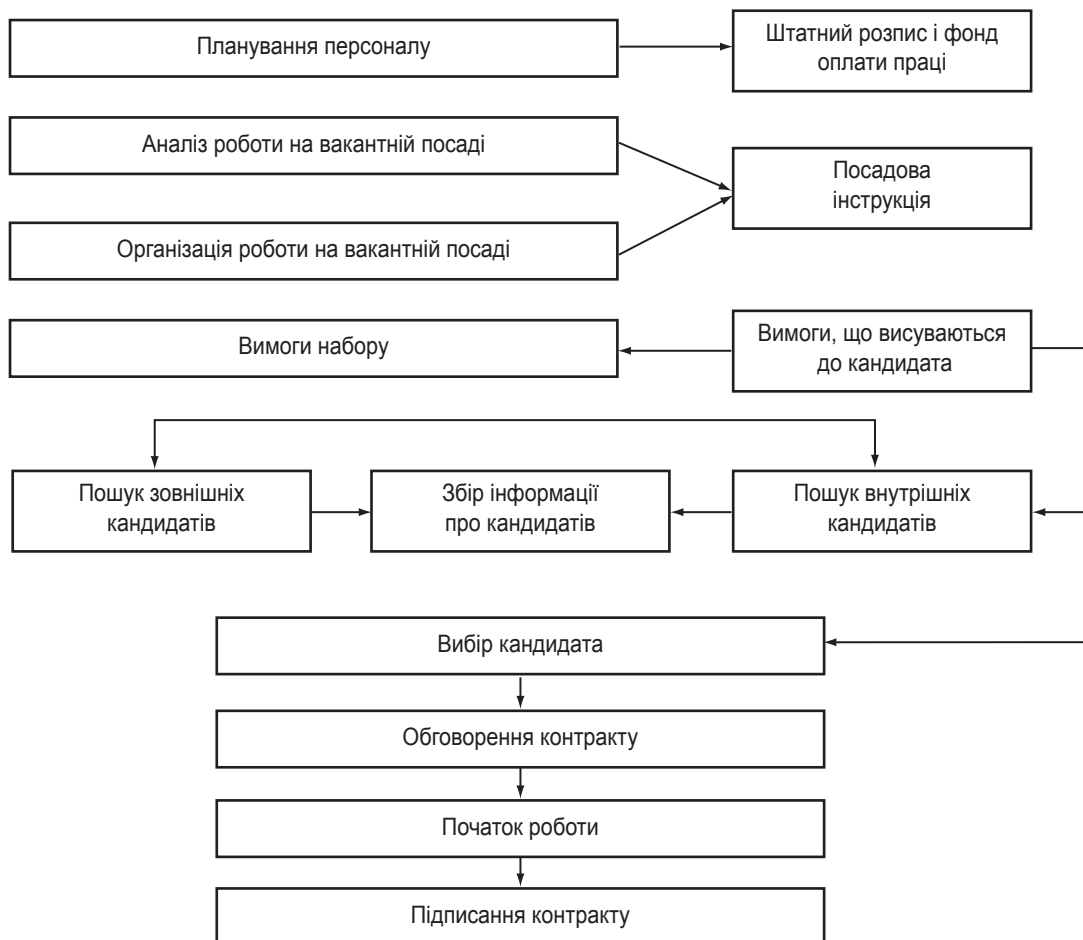 Планування персоналу
Штатний розпис і фонд
оплати праці
Аналіз роботи на вакантній посаді
Посадова
інструкція
Організація роботи на вакантній посаді
Вимоги набору
Вимоги, що висуваються
до кандидата
Пошук зовнішніх
кандидатів
Збір інформації
про кандидатів
Пошук внутрішніх
кандидатів
Вибір кандидата
Обговорення контракту
Початок роботи
Підписання контракту